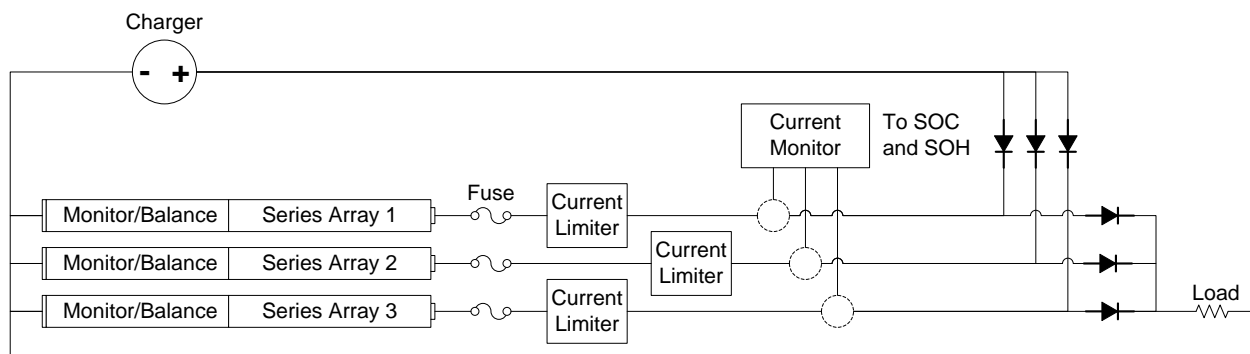 Charger
- +
Current
Monitor
To SOC
and SOH
Fuse
Monitor/Balance Series Array 1
Current
Limiter
Monitor/Balance Series Array 2
Current
Limiter
Monitor/Balance Series Array 3
Current
Limiter
Load